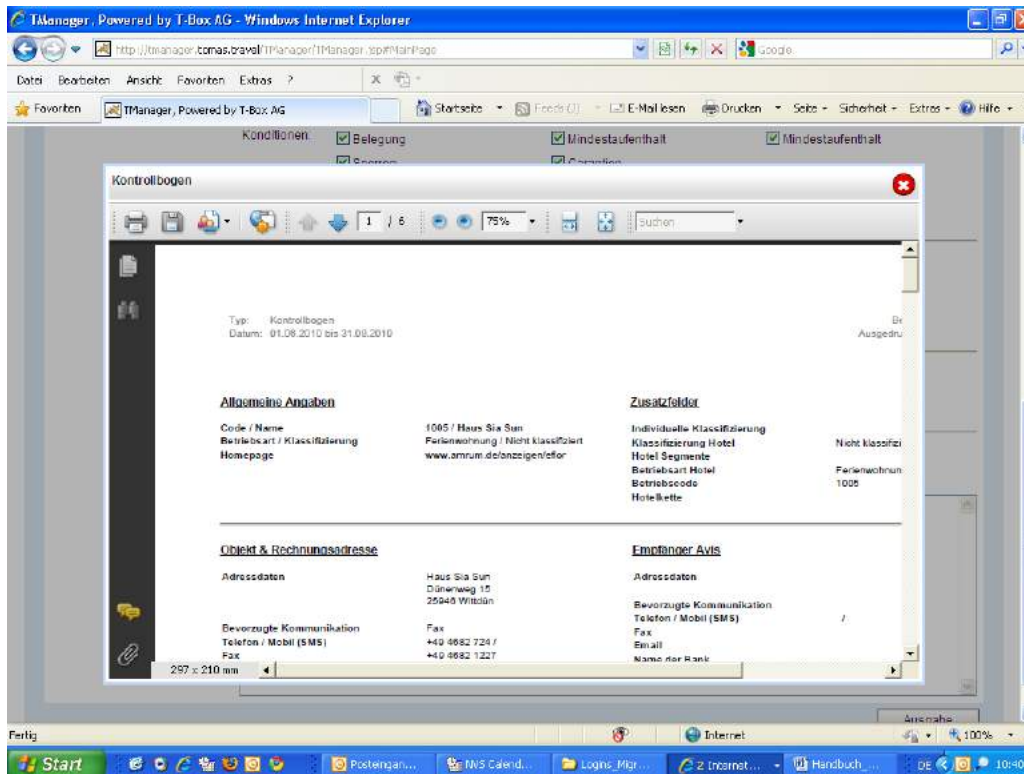 TManager, Powered by T-Box AG - Windows Internet Explorer
http://tmanager.tomas.travel/TManager/TManager.jsp#MainPage
Google
Datei Bearbeiten Ansicht Favoriten Extras ?
Favoriten TManager, Powered by T-Box AG Startseite Feeds (J) E-Mail lesen Drucken Seite Sicherheit Extras Hilfe
Konditionen: Belegung Mindestaufenthalt Mindestaufenthalt
Sperren Garantien
Kontrollbogen
1 / 6 75% Suchen
Typ: Kontrollbogen
Datum: 01.08.2010 bis 31.08.2010
Be
Ausgedru
Allgemeine Angaben
Code / Name 1005 / Haus Sia Sun
Betriebsart / Klassifizierung Ferienwohnung / Nicht klassifiziert
Homepage www.amrum.de/anzeigen/eflor
Zusatzfelder
Individuelle Klassifizierung
Klassifizierung Hotel Nicht klassifizi
Hotel Segmente
Betriebsart Hotel Ferienwohnun
Betriebscode 1005
Hotelkette
Objekt & Rechnungsadresse
Adressdaten Haus Sia Sun
Dünenweg 15
25946 Wittdün
Bevorzugte Kommunikation Fax
Telefon / Mobil (SMS) +49 4682 724 /
Fax +49 4682 1227
Empfänger Avis
Adressdaten
Bevorzugte Kommunikation
Telefon / Mobil (SMS) /
Fax
Email
Name der Bank
297 x 210 mm
Ausgabe
Fertig Internet 100%
Start Posteingan... NVS Calend... Logins_Migr... 2 Internet... Handbuch_... DE 10:40